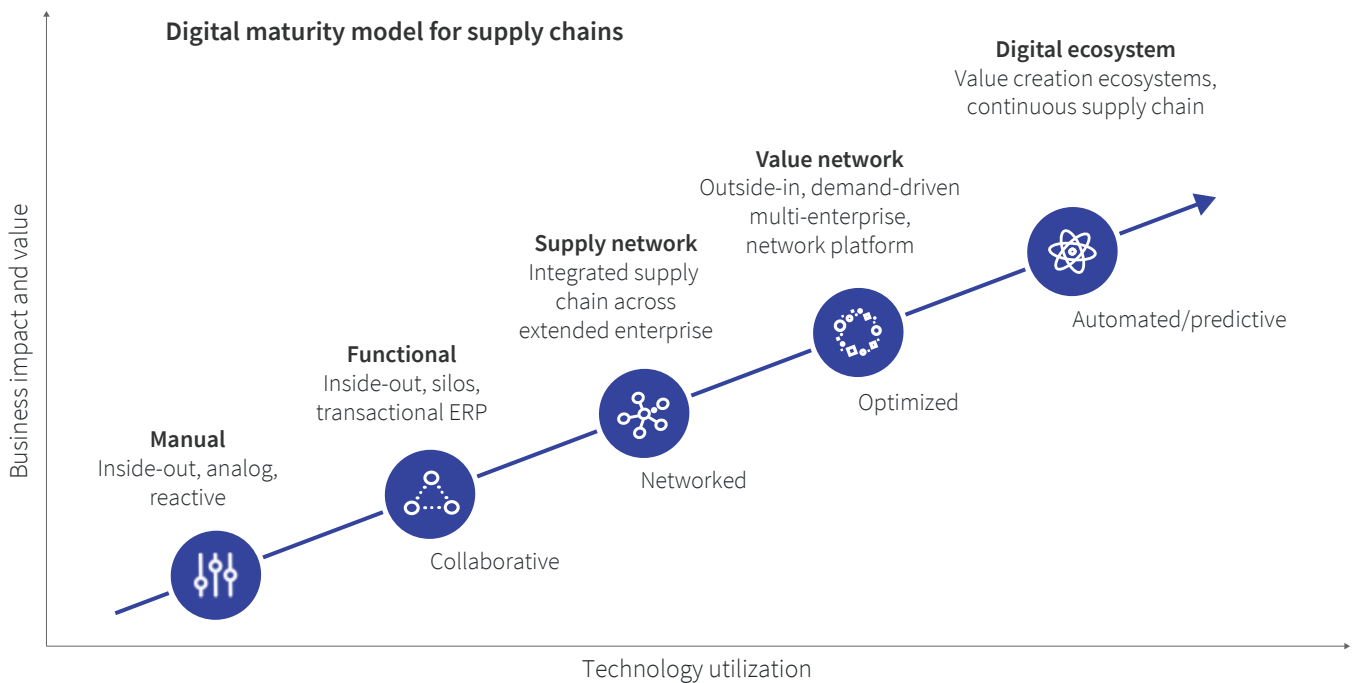 Digital maturity model for supply chains
Digital ecosystem
Value creation ecosystems,
continuous supply chain
Value network
Outside-in, demand-driven
multi-enterprise,
network platform
Supply network
Integrated supply
chain across
extended enterprise
Functional
Inside-out, silos,
transactional ERP
Manual
Inside-out, analog,
reactive
Automated/predictive
Optimized
Networked
Collaborative
Business impact and value
Technology utilization